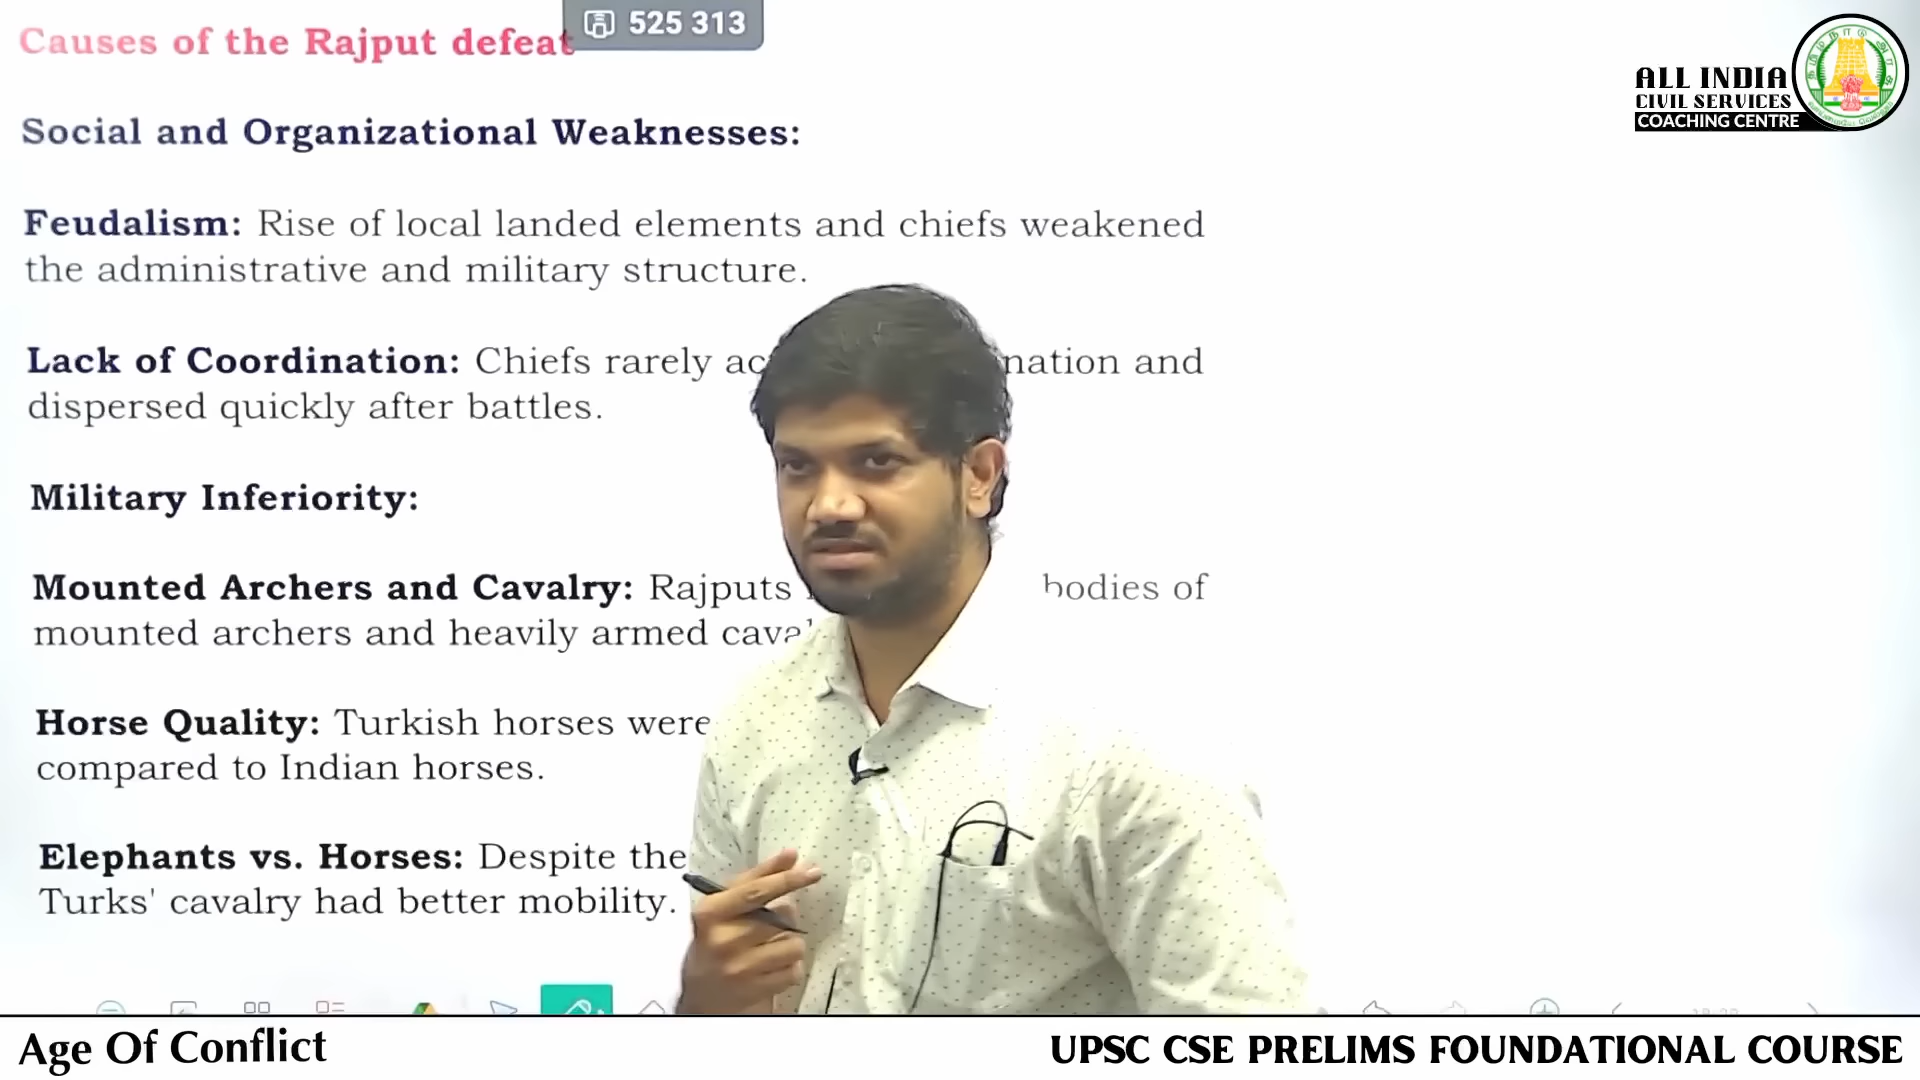 Causes of the Rajput defeat
525 313
ALL INDIA
CIVIL SERVICES
COACHING CENTRE
Social and Organizational Weaknesses:
Feudalism: Rise of local landed elements and chiefs weakened
the administrative and military structure.
Lack of Coordination: Chiefs rarely and
dispersed quickly after battles.
Military Inferiority:
Mounted Archers and Cavalry: Rajputs bodies of
mounted archers and heavily armed
Horse Quality: Turkish horses were
compared to Indian horses.
Elephants vs. Horses: Despite the
Turks' cavalry had better mobility.
Age Of Conflict
UPSC CSE PRELIMS FOUNDATIONAL COURSE